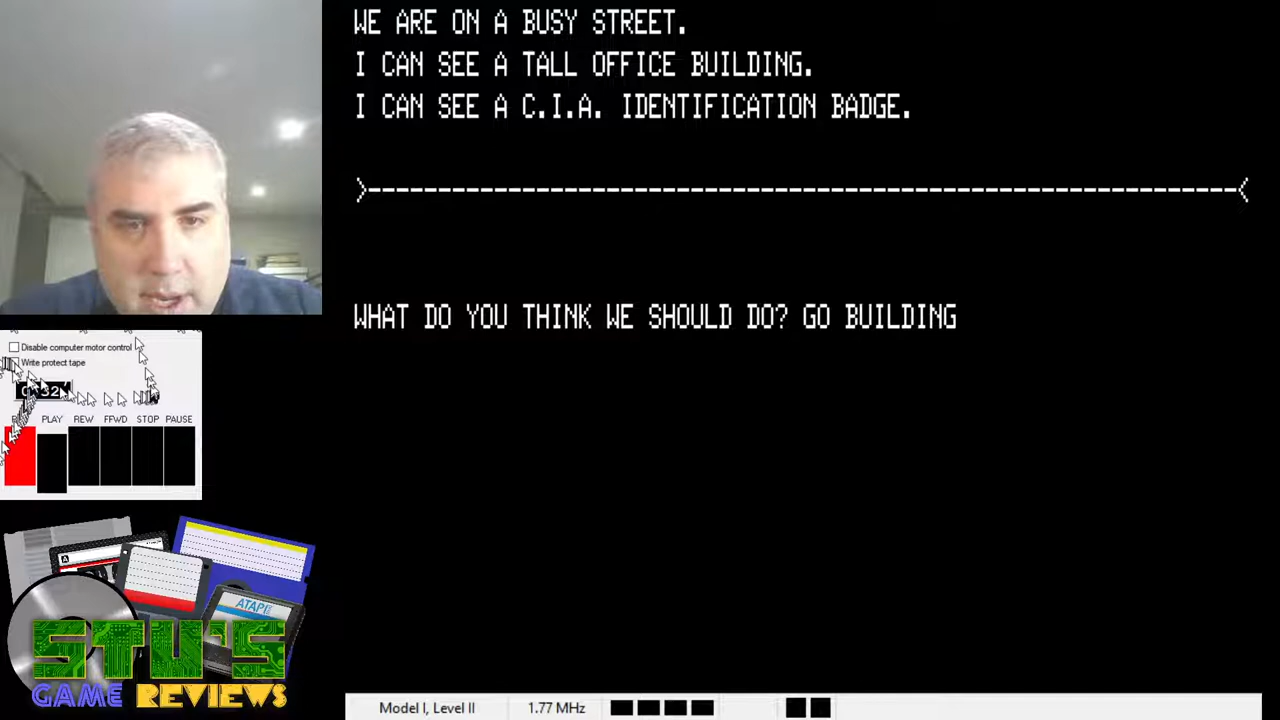 WE ARE ON A BUSY STREET.
I CAN SEE A TALL OFFICE BUILDING.
I CAN SEE A C.I.A. IDENTIFICATION BADGE.
>---------------------------------------------------------------<
WHAT DO YOU THINK WE SHOULD DO? GO BUILDING
Disable computer motor control
Write protect tape
PLAY REW FFWD STOP PAUSE
A
ATAPI
STU'S
GAME REVIEWS
Model I, Level II 1.77 MHz